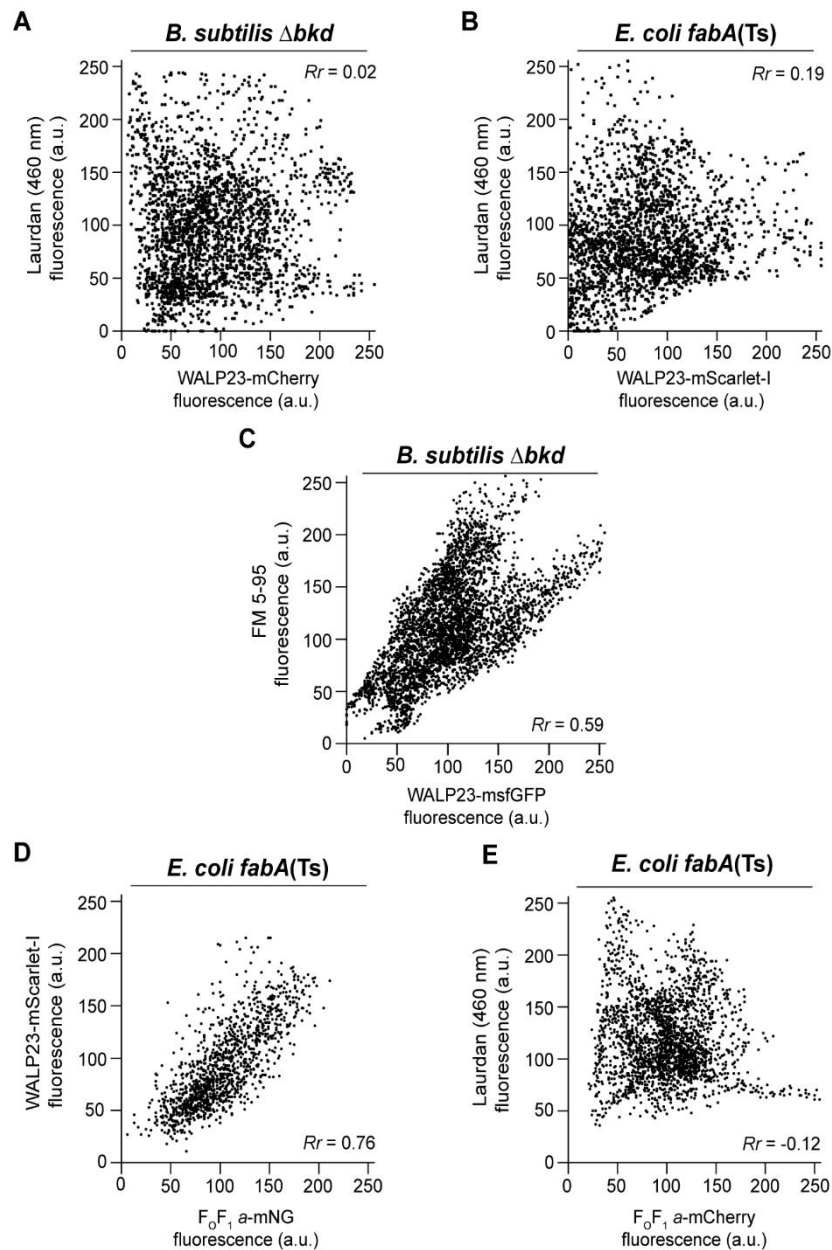 A
B. subtilis Δbkd
Rr = 0.02
Laurdan (460 nm)
fluorescence (a.u.)
250
200
150
100
50
0
0 50 100 150 200 250
WALP23-mCherry
fluorescence (a.u.)
B
E. coli fabA(Ts)
Rr = 0.19
Laurdan (460 nm)
fluorescence (a.u.)
250
200
150
100
50
0
0 50 100 150 200 250
WALP23-mScarlet-I
fluorescence (a.u.)
C
B. subtilis Δbkd
FM 5-95
fluorescence (a.u.)
250
200
150
100
50
0
Rr = 0.59
0 50 100 150 200 250
WALP23-msfGFP
fluorescence (a.u.)
D
E. coli fabA(Ts)
WALP23-mScarlet-I
fluorescence (a.u.)
250
200
150
100
50
0
Rr = 0.76
0 50 100 150 200 250
FₒF₁ a-mNG
fluorescence (a.u.)
E
E. coli fabA(Ts)
Laurdan (460 nm)
fluorescence (a.u.)
250
200
150
100
50
0
Rr = -0.12
0 50 100 150 200 250
FₒF₁ a-mCherry
fluorescence (a.u.)